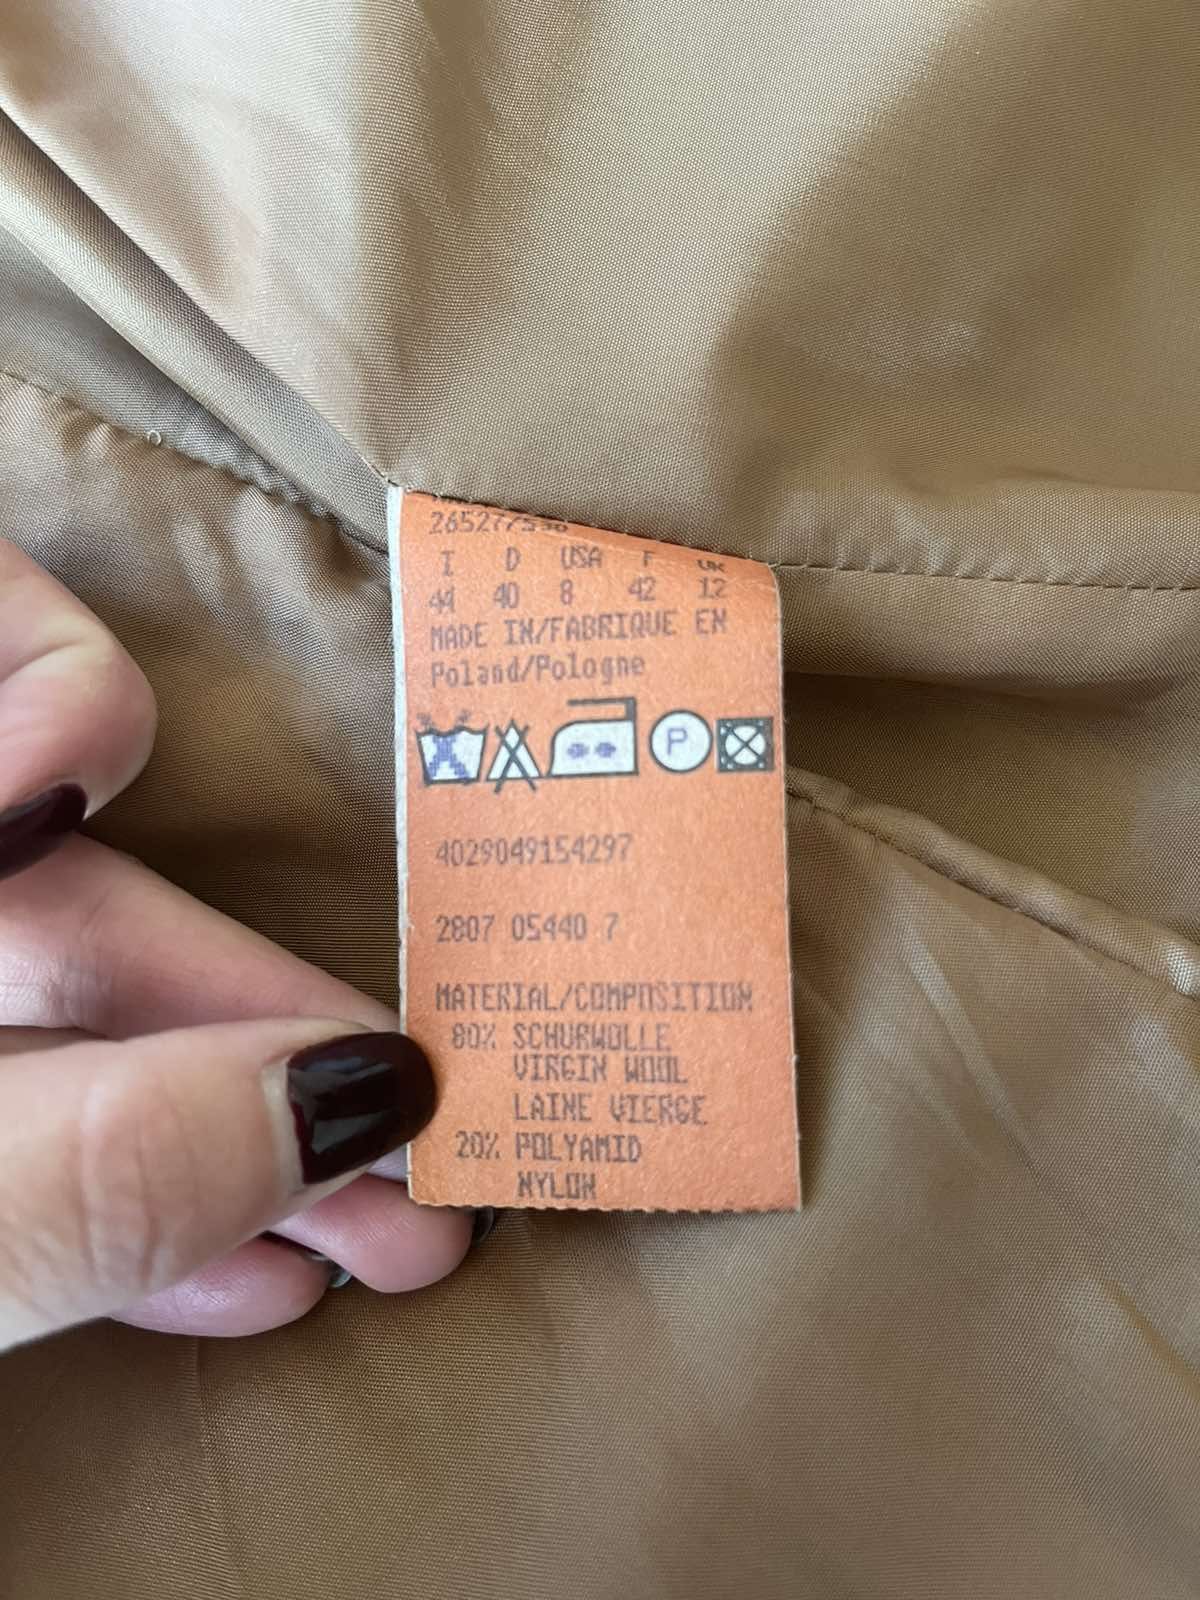 I D USA F UK
44 40 8 42 12
MADE IN/FABRIQUE EN
Poland/Pologne
P
4029049154297
2807 05440 7
MATERIAL/COMPOSITION
80% SCHURWOLLE
VIRGIN WOOL
LAINE VIERGE
20% POLYAMID
NYLON